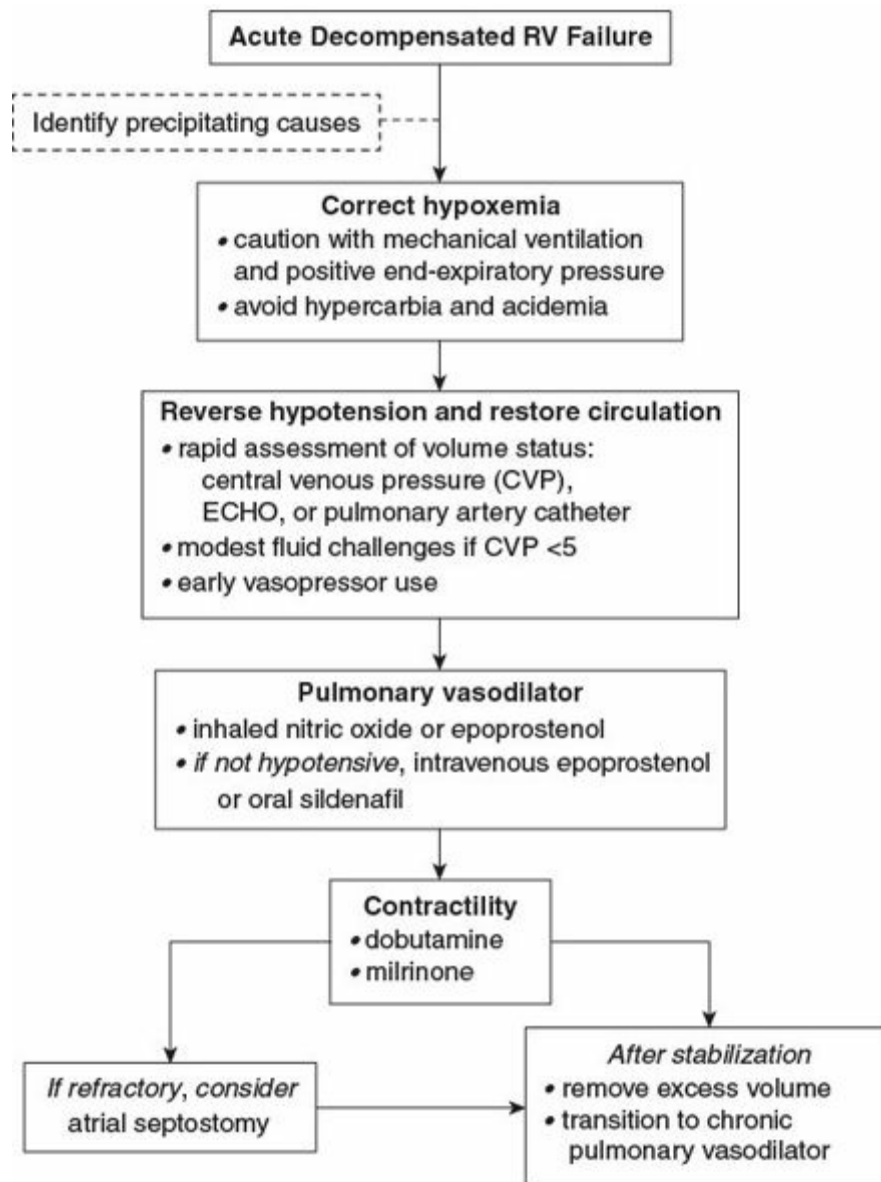 Acute Decompensated RV Failure
Identify precipitating causes
Correct hypoxemia
• caution with mechanical ventilation
and positive end-expiratory pressure
• avoid hypercarbia and acidemia
Reverse hypotension and restore circulation
• rapid assessment of volume status:
central venous pressure (CVP),
ECHO, or pulmonary artery catheter
• modest fluid challenges if CVP <5
• early vasopressor use
Pulmonary vasodilator
• inhaled nitric oxide or epoprostenol
• if not hypotensive, intravenous epoprostenol
or oral sildenafil
Contractility
• dobutamine
• milrinone
If refractory, consider
atrial septostomy
After stabilization
• remove excess volume
• transition to chronic
pulmonary vasodilator